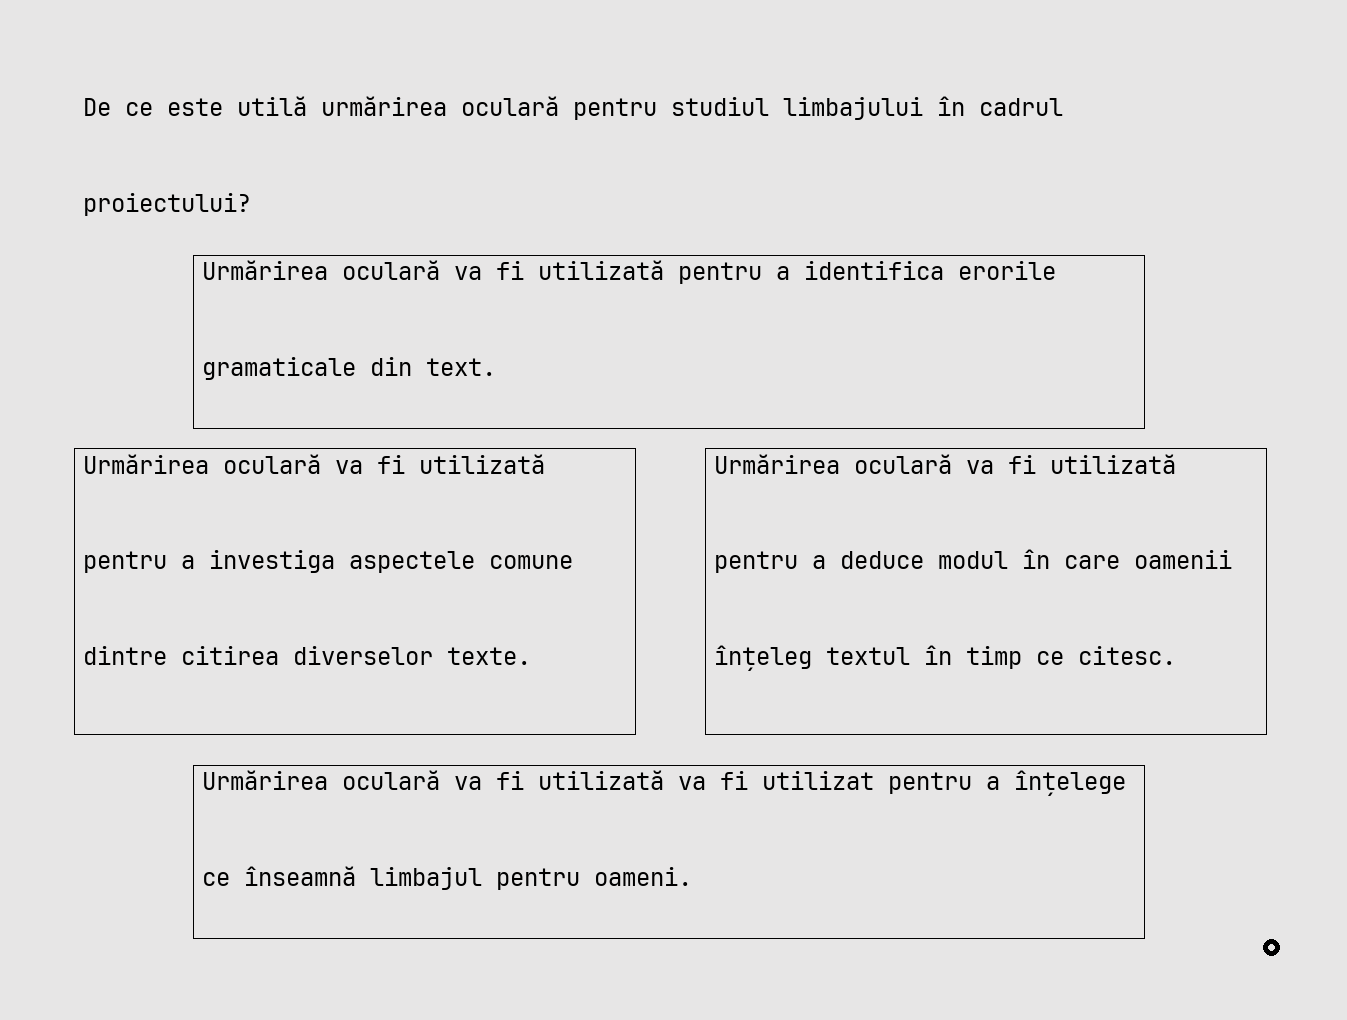 De ce este utilă urmărirea oculară pentru studiul limbajului în cadrul
proiectului?
Urmărirea oculară va fi utilizată pentru a identifica erorile
gramaticale din text.
Urmărirea oculară va fi utilizată
pentru a investiga aspectele comune
dintre citirea diverselor texte.
Urmărirea oculară va fi utilizată
pentru a deduce modul în care oamenii
înțeleg textul în timp ce citesc.
Urmărirea oculară va fi utilizată va fi utilizat pentru a înțelege
ce înseamnă limbajul pentru oameni.